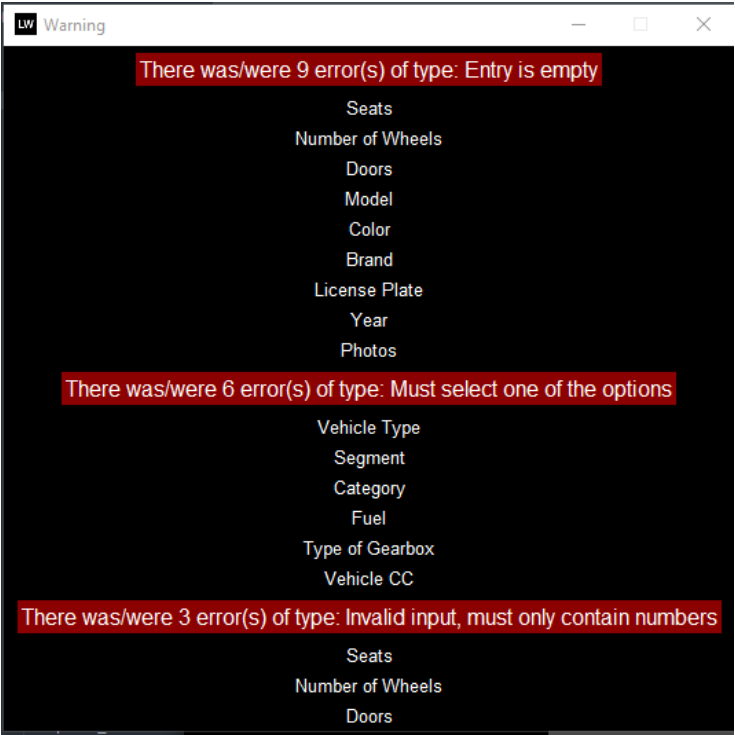 LW Warning
There was/were 9 error(s) of type: Entry is empty
Seats
Number of Wheels
Doors
Model
Color
Brand
License Plate
Year
Photos
There was/were 6 error(s) of type: Must select one of the options
Vehicle Type
Segment
Category
Fuel
Type of Gearbox
Vehicle CC
There was/were 3 error(s) of type: Invalid input, must only contain numbers
Seats
Number of Wheels
Doors